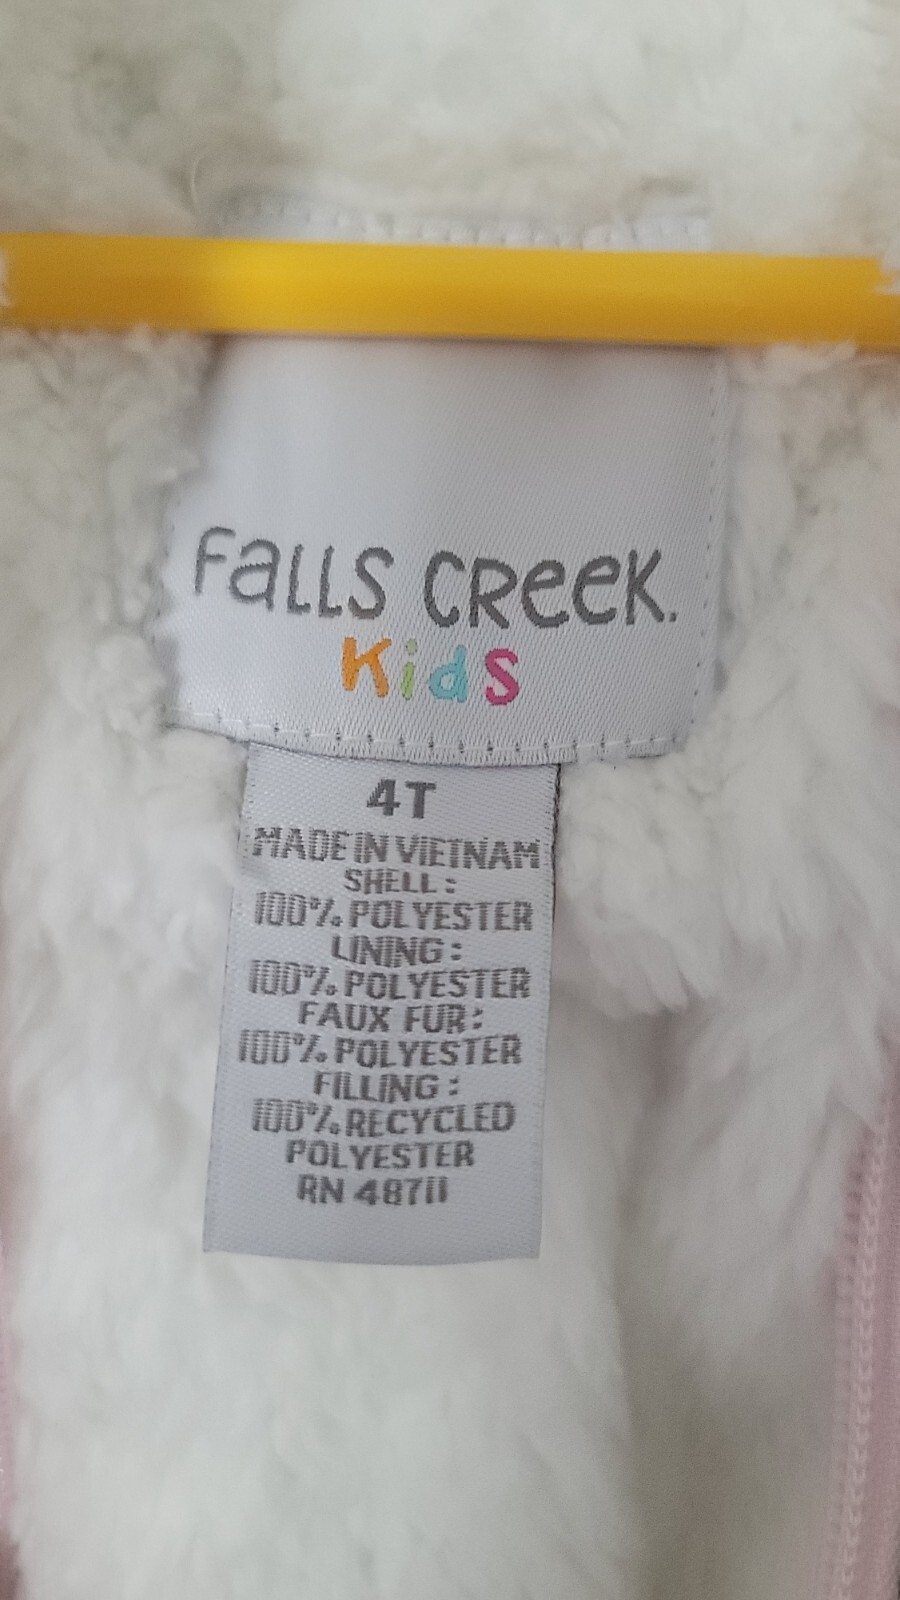 FALLS CREEK.
Kids
4T
MADE IN VIETNAM
SHELL:
100% POLYESTER
LINING:
100% POLYESTER
FAUX FUR:
100% POLYESTER
FILLING:
100% RECYCLED
POLYESTER
RN 48711